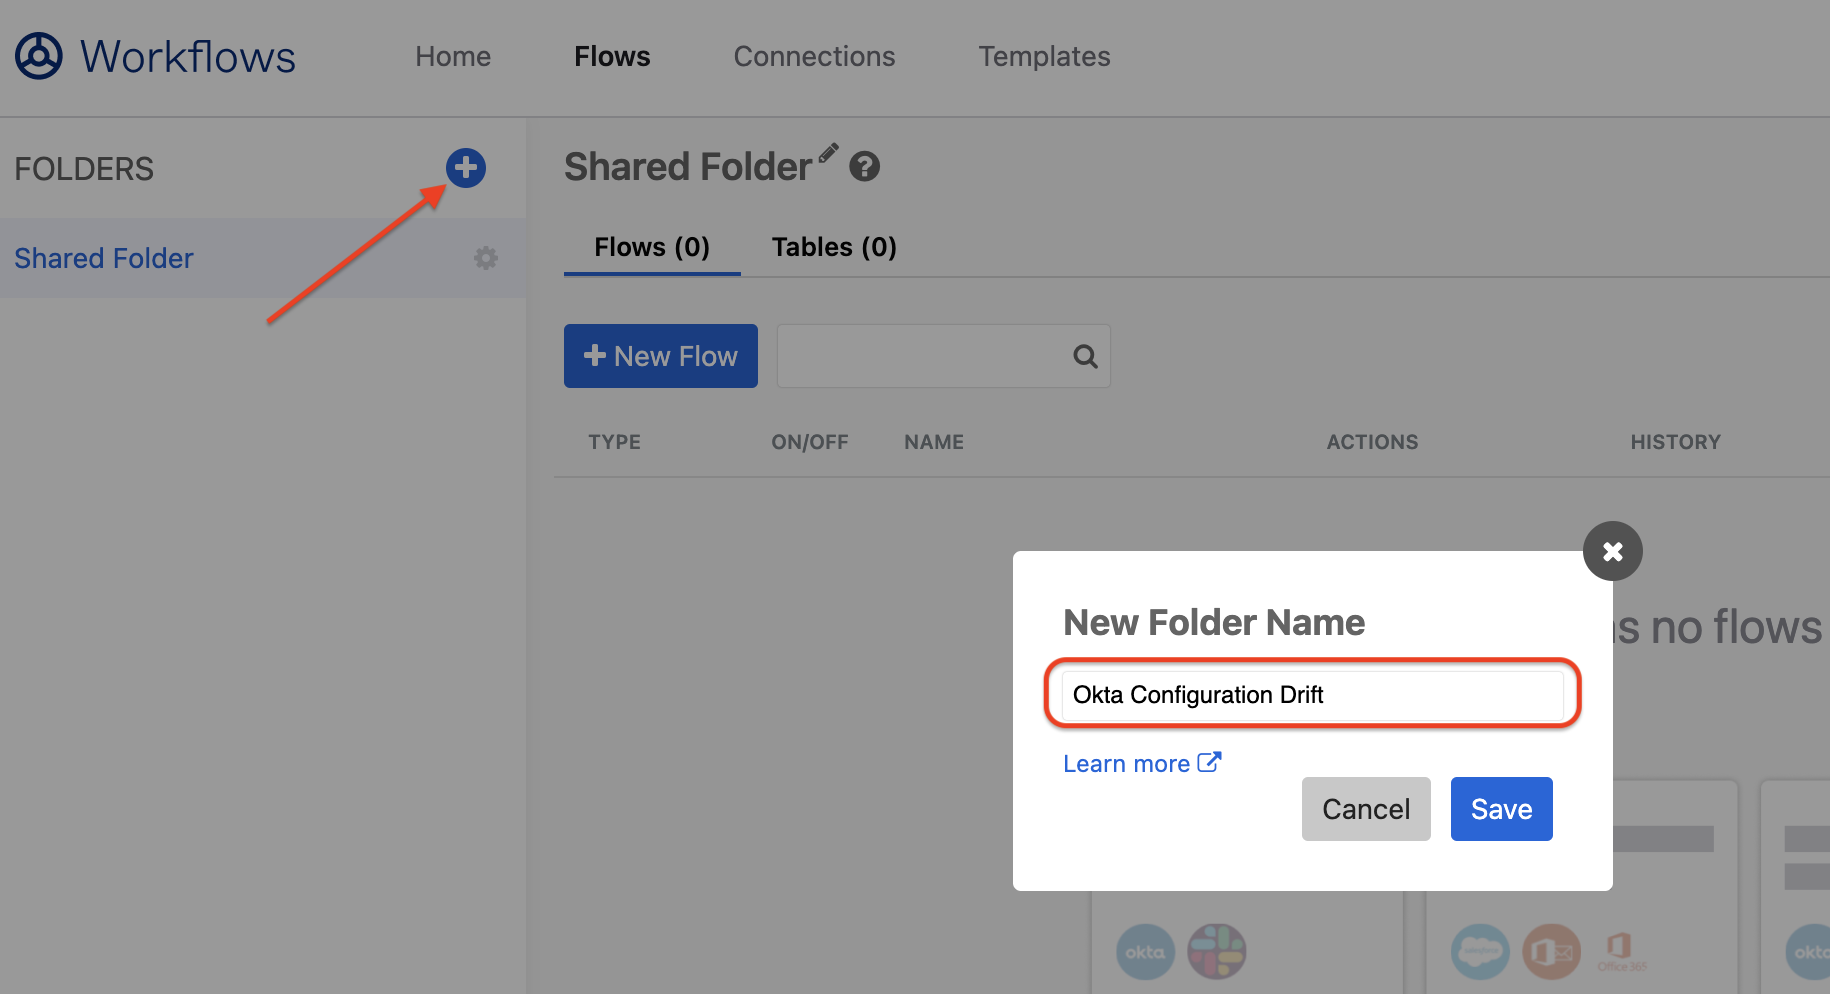 Workflows
Home
Flows
Connections
Templates
FOLDERS
Shared Folder
Shared Folder
Flows (0)
Tables (0)
New Flow
TYPE
ON/OFF
NAME
ACTIONS
HISTORY
no flows
New Folder Name
Okta Configuration Drift
Learn more
Cancel
Save
okta
Office 365
okta